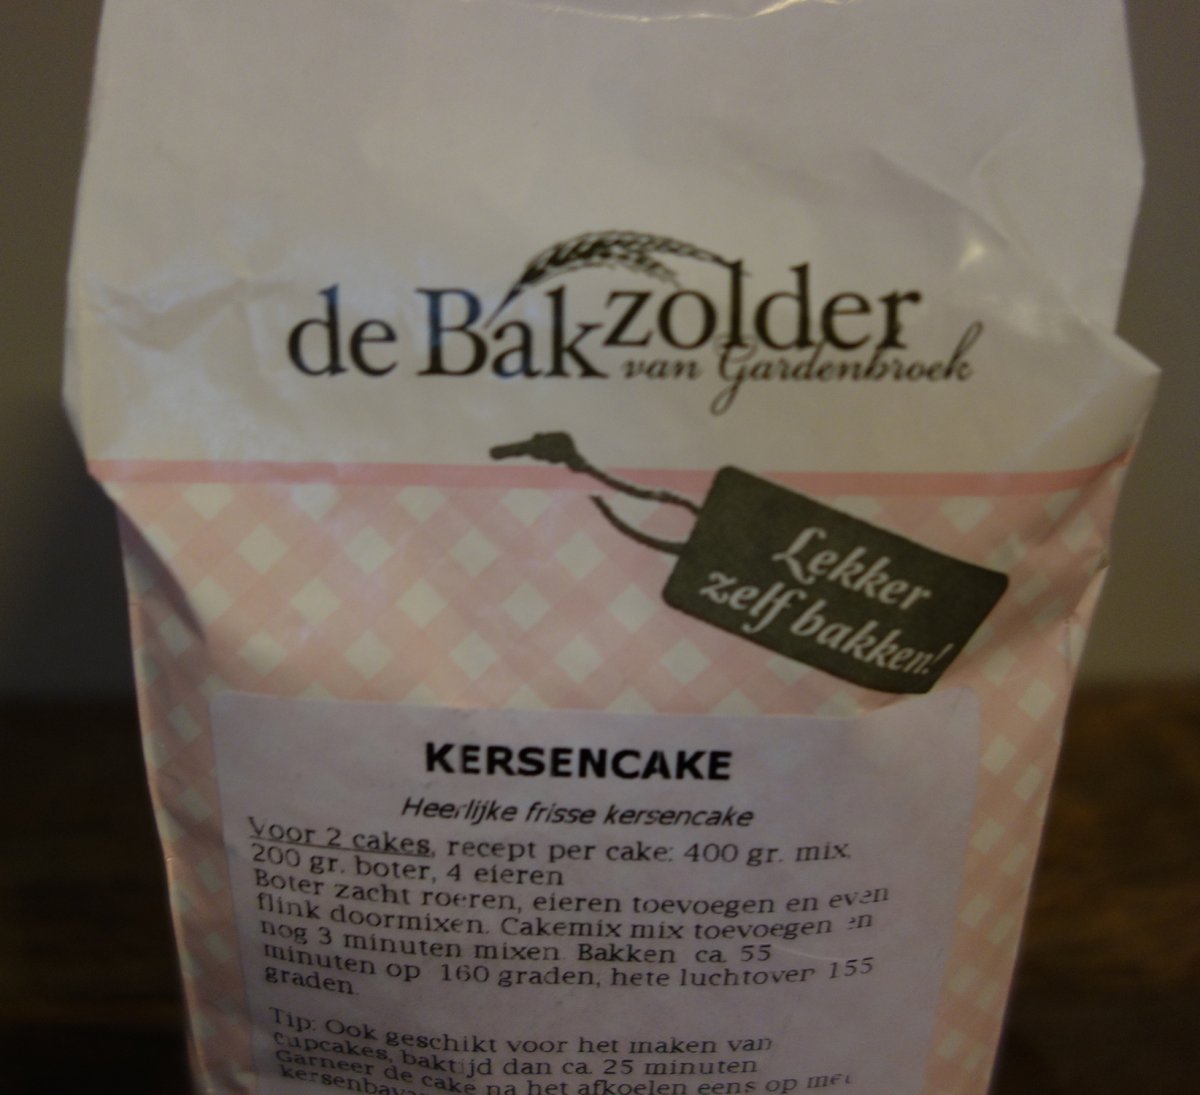 de Bakzolder
van Gardenbroek
Lekker
zelf bakken!
KERSENCAKE
Heerlijke frisse kersencake
Voor 2 cakes, recept per cake: 400 gr. mix,
200 gr. boter, 4 eieren
Boter zacht roeren, eieren toevoegen en even
flink doormixen. Cakemix mix toevoegen en
nog 3 minuten mixen. Bakken ca. 55
minuten op 160 graden, hete luchtoven 155
graden.
Tip: Ook geschikt voor het maken van
cupcakes, baktijd dan ca. 25 minuten
Garneer de cake na het afkoelen eens op met